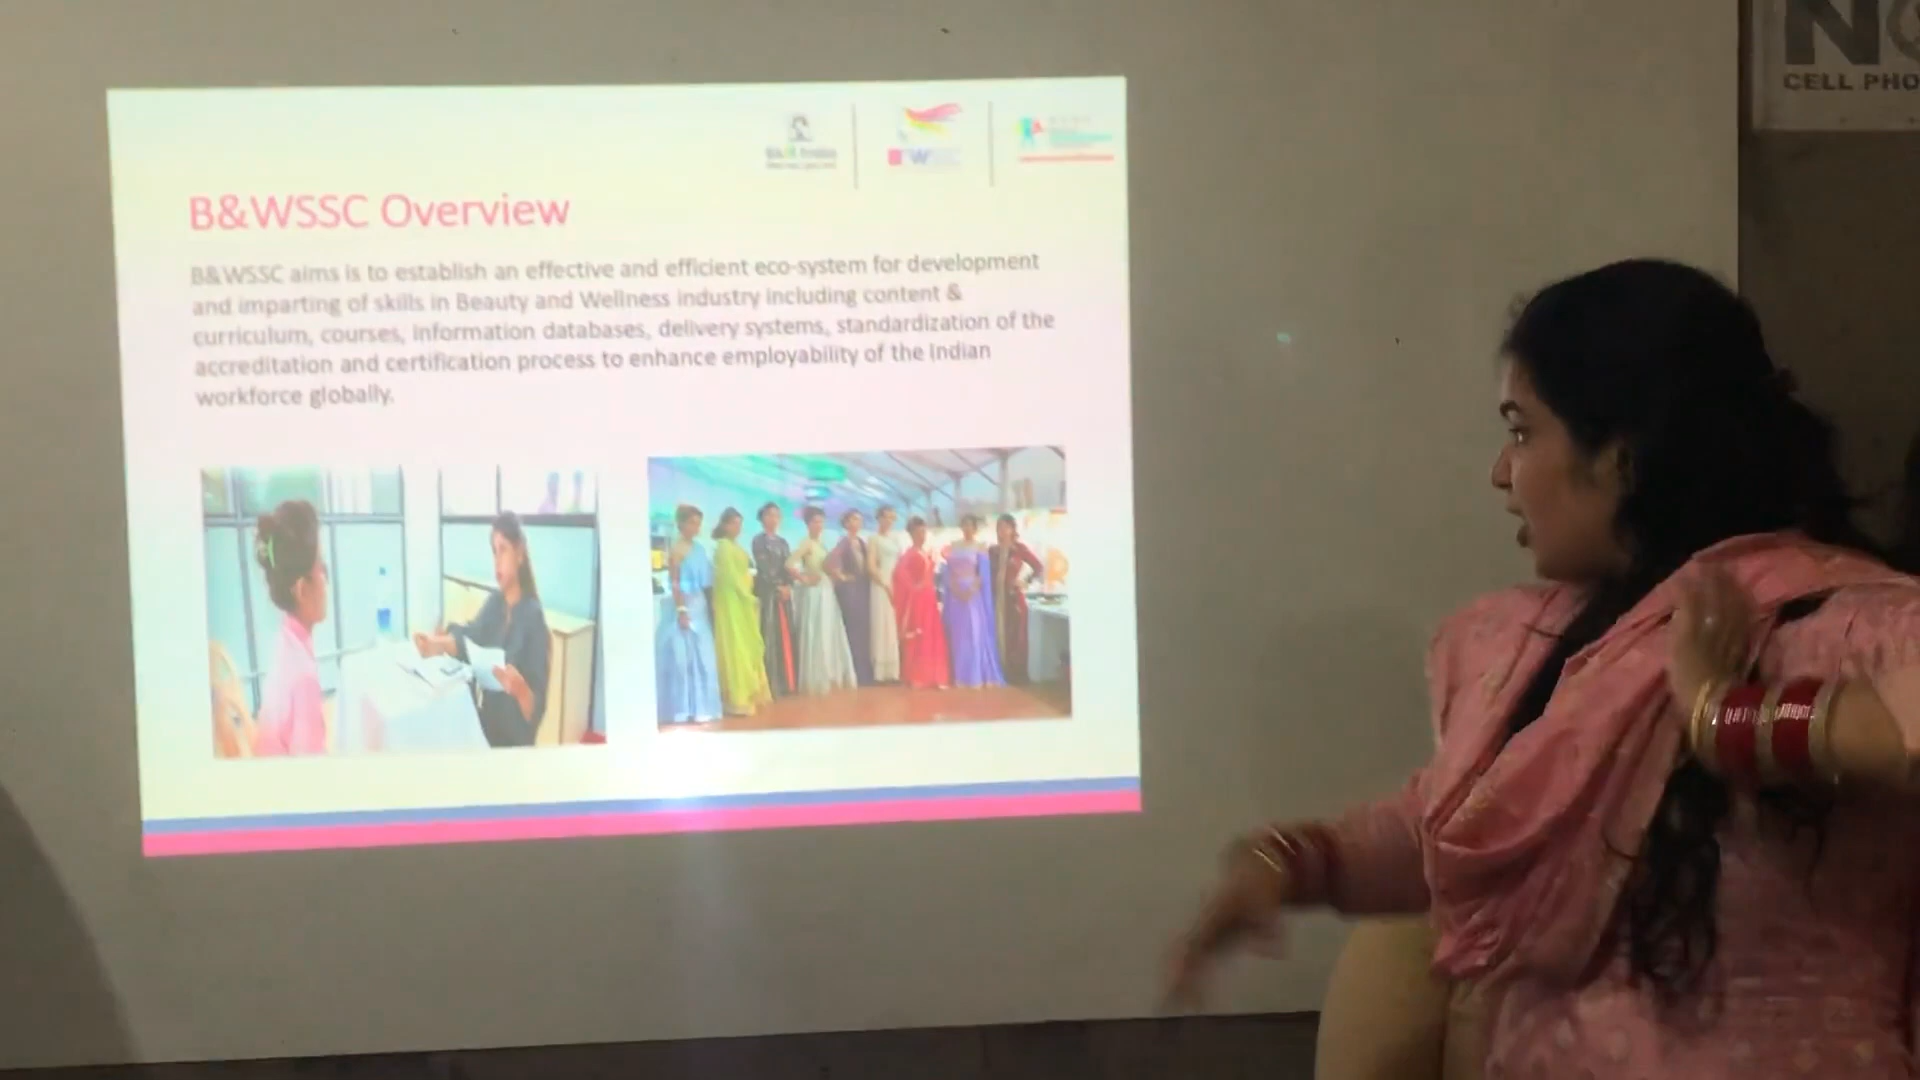 B&WSSC Overview
B&WSSC aims is to establish an effective and efficient eco-system for development
and imparting of skills in Beauty and Wellness industry including content &
curriculum, courses, information databases, delivery systems, standardization of the
accreditation and certification process to enhance employability of the Indian
workforce globally.
CELL PHO